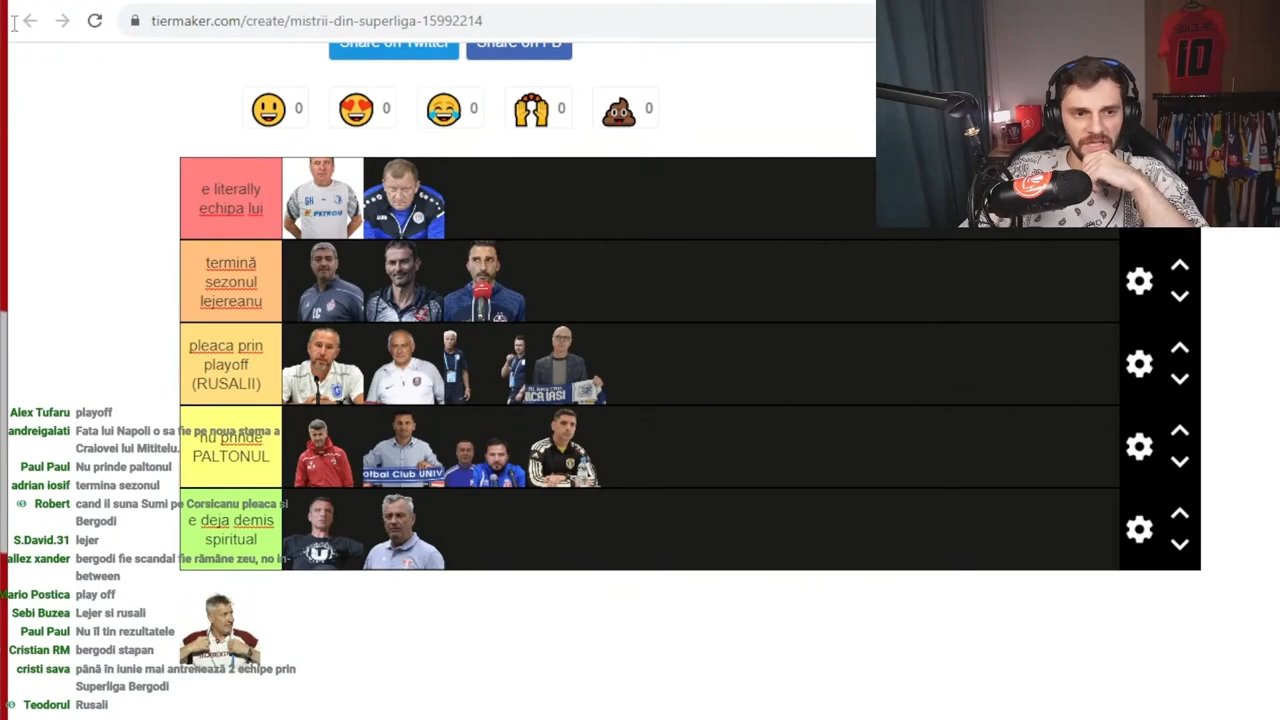 tiermaker.com/create/mistrii-din-superliga-15992214
Share on Twitter
Share on FB
0
0
0
0
0
10
e literally
echipa lui
GH
PETROM
termină
sezonul
lejereanu
LC
pleaca prin
playoff
(RUSALII)
nu prinde
PALTONUL
otbal Club UNIV
e deja demis
spiritual
Alex Tufaru playoff
andreigalati Fata lui Napoli o sa fie pe noua stema a
Craiovei lui Mititelu.
Paul Paul Nu prinde paltonul
adrian iosif termina sezonul
Robert cand il suna Sumi pe Corsicanu pleaca si
Bergodi
S.David.31 lejer
allez xander bergodi fie scandal fie rămâne zeu, no in-
between
Mario Postica play off
Sebi Buzea Lejer si rusali
Paul Paul Nu îl tin rezultatele
Cristian RM bergodi stapan
cristi sava până în iunie mai antrenează 2 echipe prin
Superliga Bergodi
Teodorul Rusali